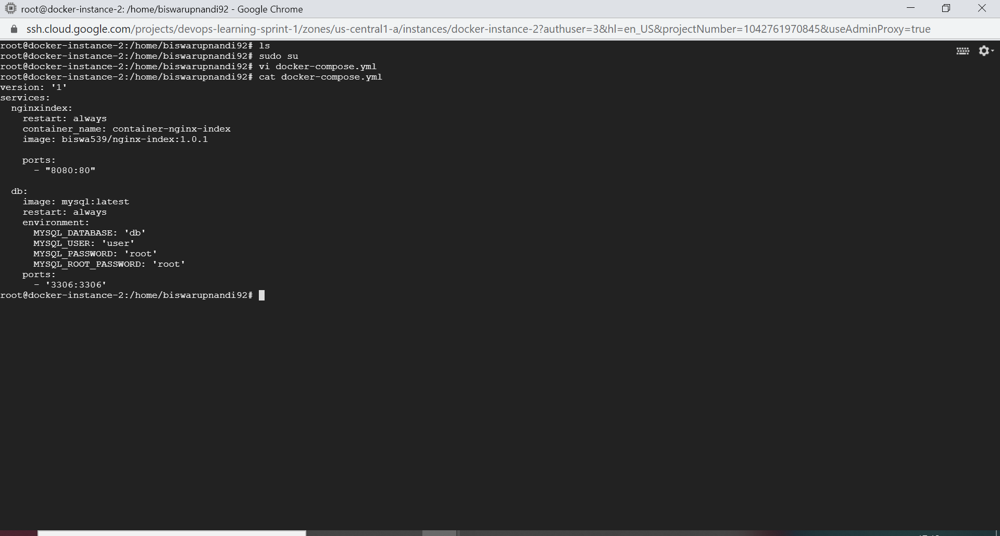 root@docker-instance-2: /home/biswarupnandi92 - Google Chrome
ssh.cloud.google.com/projects/devops-learning-sprint-1/zones/us-central1-a/instances/docker-instance-2?authuser=3&hl=en_US&projectNumber=1042761970845&useAdminProxy=true
root@docker-instance-2:/home/biswarupnandi92# ls
root@docker-instance-2:/home/biswarupnandi92# sudo su
root@docker-instance-2:/home/biswarupnandi92# vi docker-compose.yml
root@docker-instance-2:/home/biswarupnandi92# cat docker-compose.yml
version: '1'
services:
  nginxindex:
    restart: always
    container_name: container-nginx-index
    image: biswa539/nginx-index:1.0.1

    ports:
      - "8080:80"

  db:
    image: mysql:latest
    restart: always
    environment:
      MYSQL_DATABASE: 'db'
      MYSQL_USER: 'user'
      MYSQL_PASSWORD: 'root'
      MYSQL_ROOT_PASSWORD: 'root'
    ports:
      - '3306:3306'
root@docker-instance-2:/home/biswarupnandi92#